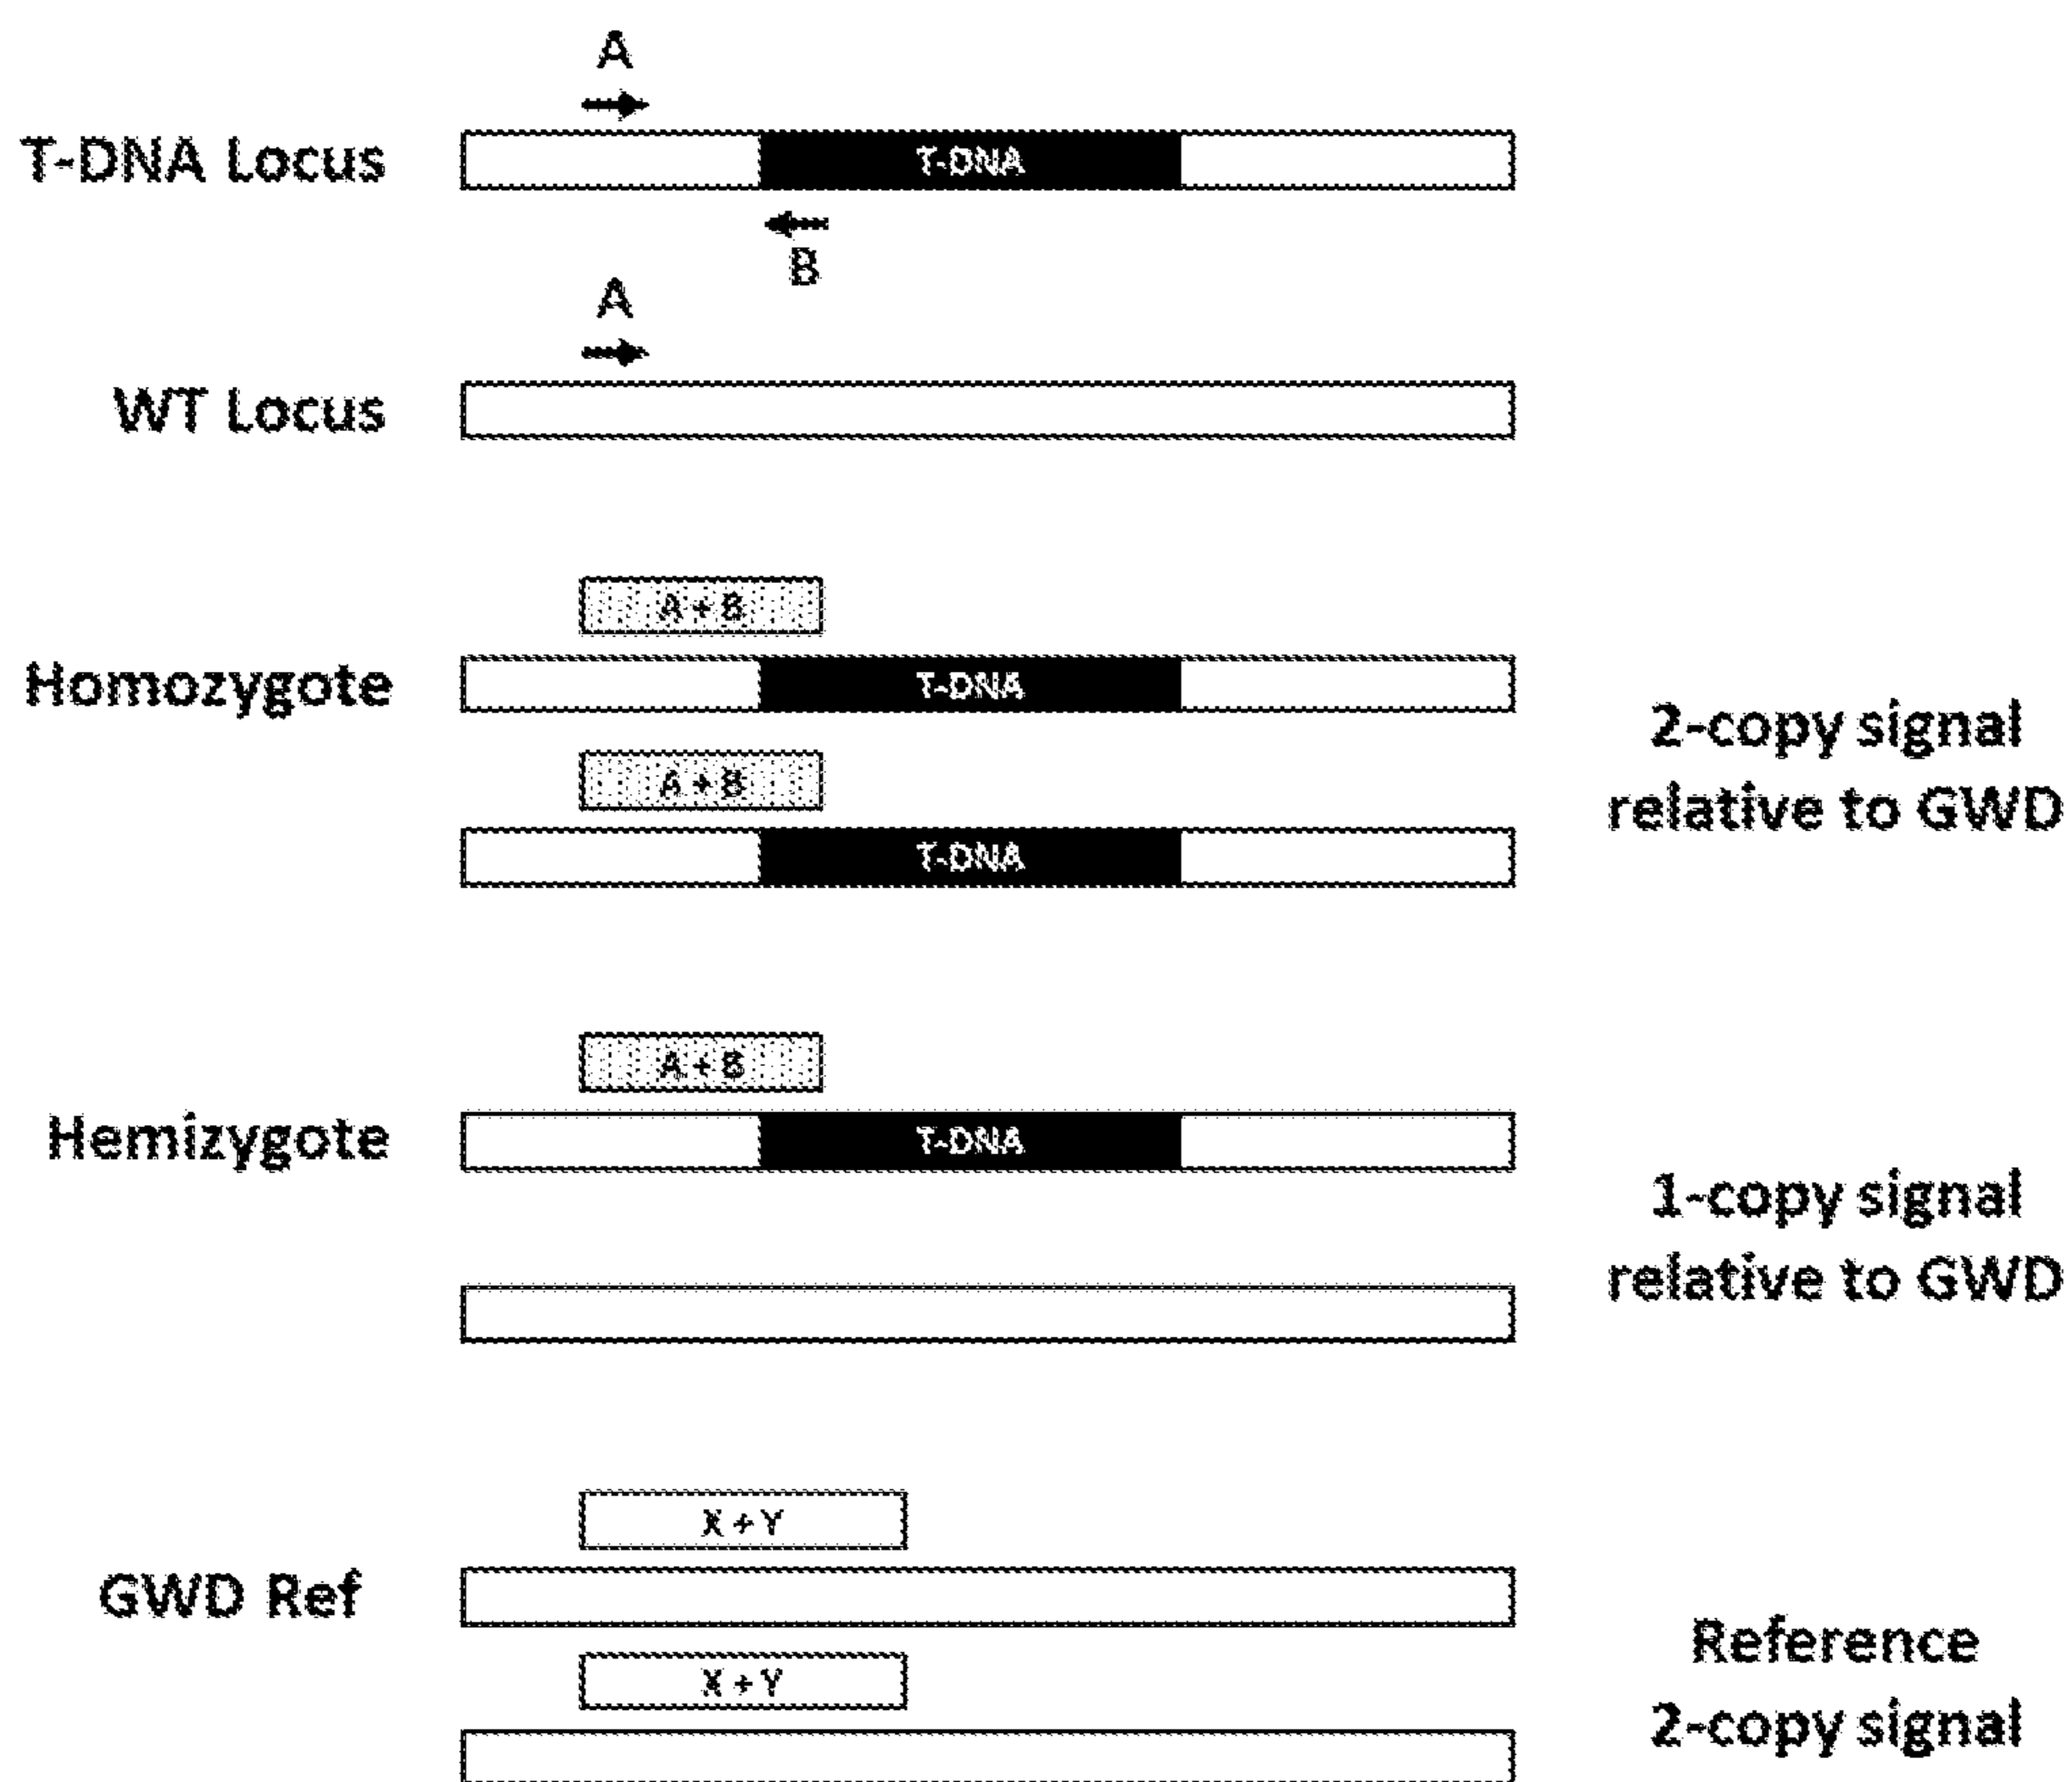 A
T-DNA Locus
T-DNA
B
A
WT Locus
A + B
Homozygote
T-DNA
2-copy signal
relative to GWD
A + B
T-DNA
A + B
Hemizygote
T-DNA
1-copy signal
relative to GWD
X + Y
GWD Ref
X + Y
Reference
2-copy signal